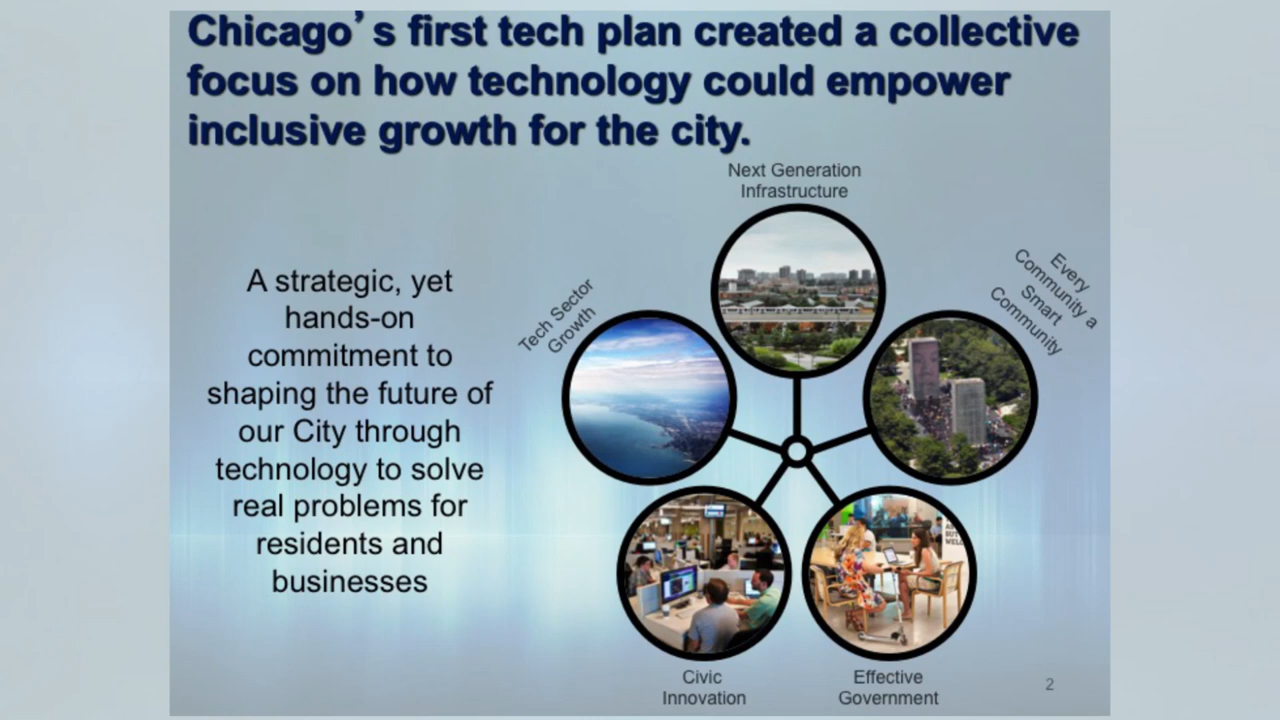 Chicago's first tech plan created a collective
focus on how technology could empower
inclusive growth for the city.
Next Generation
Infrastructure
Every
Community a
Smart
Community
Tech Sector
Growth
A strategic, yet
hands-on
commitment to
shaping the future of
our City through
technology to solve
real problems for
residents and
businesses
WELL
Civic
Innovation
Effective
Government
2